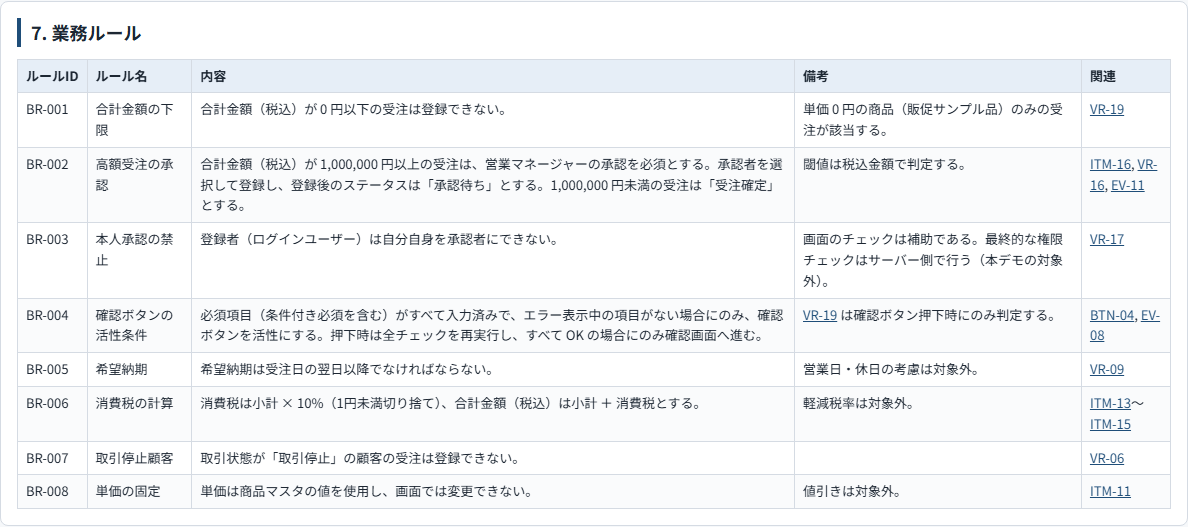 7. 業務ルール
ルールID ルール名 内容 備考 関連
BR-001 合計金額の下 合計金額（税込）が 0 円以下の受注は登録できない。 単価 0 円の商品（販促サンプル品）のみの受 VR-19
限 注が該当する。
BR-002 高額受注の承 合計金額（税込）が 1,000,000 円以上の受注は、営業マネージャーの承認を必須とする。承認者を選 閾値は税込金額で判定する。 ITM-16, VR-
認 択して登録し、登録後のステータスは「承認待ち」とする。1,000,000 円未満の受注は「受注確定」 16, EV-11
とする。
BR-003 本人承認の禁 登録者（ログインユーザー）は自分自身を承認者にできない。 画面のチェックは補助である。最終的な権限 VR-17
止 チェックはサーバー側で行う（本デモの対象
外）。
BR-004 確認ボタンの 必須項目（条件付き必須を含む）がすべて入力済みで、エラー表示中の項目がない場合にのみ、確認 VR-19 は確認ボタン押下時にのみ判定する。 BTN-04, EV-
活性条件 ボタンを活性にする。押下時は全チェックを再実行し、すべて OK の場合にのみ確認画面へ進む。 08
BR-005 希望納期 希望納期は受注日の翌日以降でなければならない。 営業日・休日の考慮は対象外。 VR-09
BR-006 消費税の計算 消費税は小計 × 10%（1円未満切り捨て）、合計金額（税込）は小計 ＋ 消費税とする。 軽減税率は対象外。 ITM-13～
ITM-15
BR-007 取引停止顧客 取引状態が「取引停止」の顧客の受注は登録できない。 VR-06
BR-008 単価の固定 単価は商品マスタの値を使用し、画面では変更できない。 値引きは対象外。 ITM-11